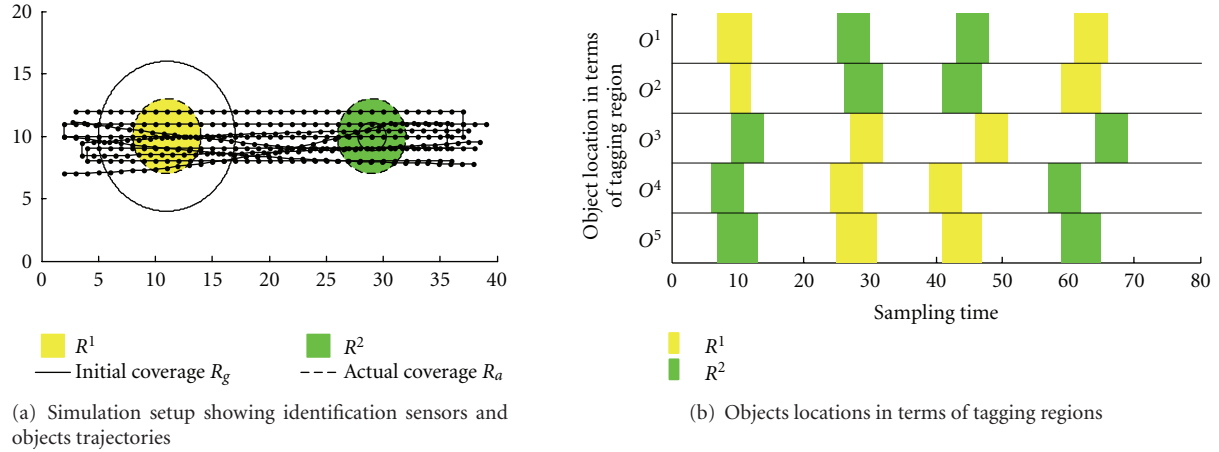 20
15
10
5
0
0 5 10 15 20 25 30 35 40
R1
R2
Initial coverage Rg
Actual coverage Ra
(a) Simulation setup showing identification sensors and
objects trajectories
Object location in terms
of tagging region
O1
O2
O3
O4
O5
0 10 20 30 40 50 60 70 80
Sampling time
R1
R2
(b) Objects locations in terms of tagging regions